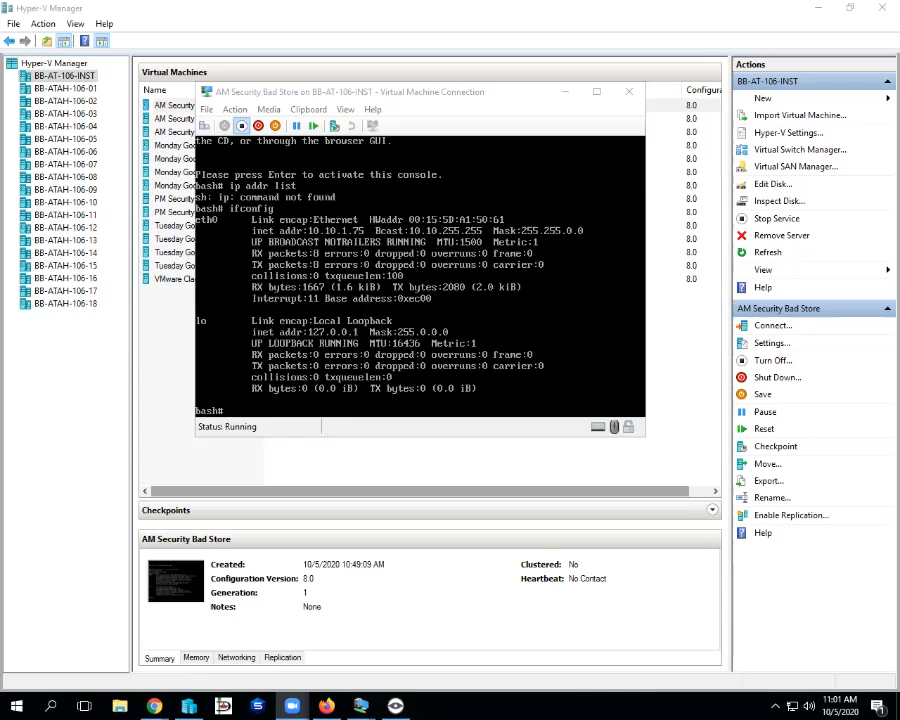 Hyper-V Manager
File Action View Help
Hyper-V Manager
BB-AT-106-INST
BB-ATAH-106-01
BB-ATAH-106-02
BB-ATAH-106-03
BB-ATAH-106-04
BB-ATAH-106-05
BB-ATAH-106-06
BB-ATAH-106-07
BB-ATAH-106-08
BB-ATAH-106-09
BB-ATAH-106-10
BB-ATAH-106-11
BB-ATAH-106-12
BB-ATAH-106-13
BB-ATAH-106-14
BB-ATAH-106-15
BB-ATAH-106-16
BB-ATAH-106-17
BB-ATAH-106-18
Virtual Machines
Name Configura
AM Security 8.0
AM Security 8.0
AM Security 8.0
Monday Goo 8.0
Monday Goo 8.0
Monday Goo 8.0
Monday Goo 8.0
PM Security 8.0
PM Security 8.0
Tuesday Go 8.0
Tuesday Go 8.0
Tuesday Go 8.0
Tuesday Go 8.0
VMware Cla 8.0
AM Security Bad Store on BB-AT-106-INST - Virtual Machine Connection
File Action Media Clipboard View Help
the CD, or through the browser GUI.
Please press Enter to activate this console.
bash# ip addr list
sh: ip: command not found
bash# ifconfig
eth0 Link encap:Ethernet HWaddr 00:15:5D:A1:50:61
inet addr:10.10.1.75 Bcast:10.10.255.255 Mask:255.255.0.0
UP BROADCAST NOTRAILERS RUNNING MTU:1500 Metric:1
RX packets:8 errors:0 dropped:0 overruns:0 frame:0
TX packets:8 errors:0 dropped:0 overruns:0 carrier:0
collisions:0 txqueuelen:100
RX bytes:1667 (1.6 kiB) TX bytes:2080 (2.0 kiB)
Interrupt:11 Base address:0xec00
lo Link encap:Local Loopback
inet addr:127.0.0.1 Mask:255.0.0.0
UP LOOPBACK RUNNING MTU:16436 Metric:1
RX packets:0 errors:0 dropped:0 overruns:0 frame:0
TX packets:0 errors:0 dropped:0 overruns:0 carrier:0
collisions:0 txqueuelen:0
RX bytes:0 (0.0 iB) TX bytes:0 (0.0 iB)
bash#
Status: Running
Checkpoints
AM Security Bad Store
Created: 10/5/2020 10:49:09 AM Clustered: No
Configuration Version: 8.0 Heartbeat: No Contact
Generation: 1
Notes: None
Summary Memory Networking Replication
Actions
BB-AT-106-INST
New
Import Virtual Machine...
Hyper-V Settings...
Virtual Switch Manager...
Virtual SAN Manager...
Edit Disk...
Inspect Disk...
Stop Service
Remove Server
Refresh
View
Help
AM Security Bad Store
Connect...
Settings...
Turn Off...
Shut Down...
Save
Pause
Reset
Checkpoint
Move...
Export...
Rename...
Enable Replication...
Help
11:01 AM
10/5/2020
1